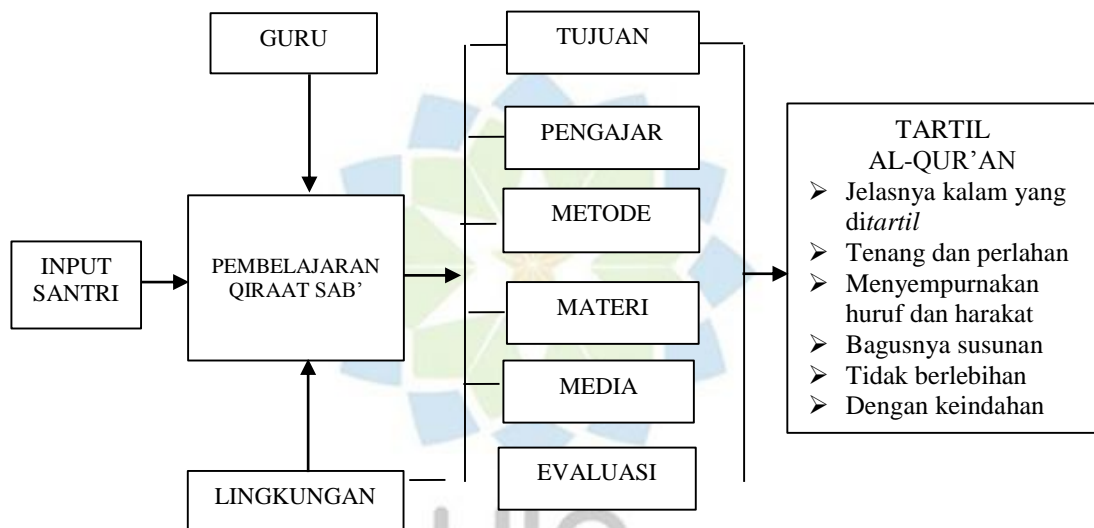 GURU
INPUT
SANTRI
PEMBELAJARAN
QIRAAT SAB’
LINGKUNGAN
TUJUAN
PENGAJAR
METODE
MATERI
MEDIA
EVALUASI
TARTIL
AL-QUR’AN
➢ Jelasnya kalam yang
ditartil
➢ Tenang dan perlahan
➢ Menyempurnakan
huruf dan harakat
➢ Bagusnya susunan
➢ Tidak berlebihan
➢ Dengan keindahan